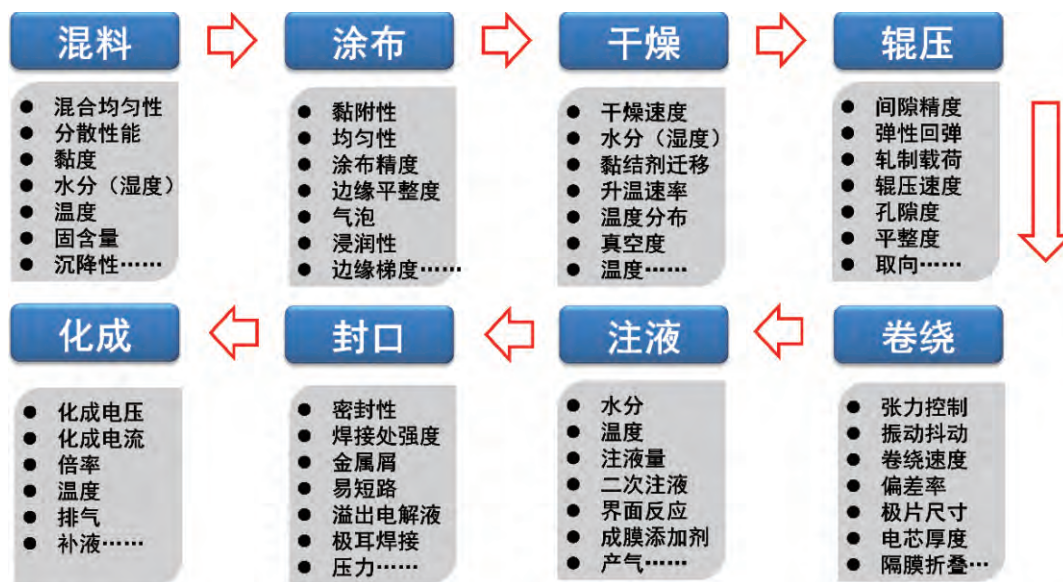 混料
● 混合均匀性
● 分散性能
● 黏度
● 水分（湿度）
● 温度
● 固含量
● 沉降性……
涂布
● 黏附性
● 均匀性
● 涂布精度
● 边缘平整度
● 气泡
● 浸润性
● 边缘梯度……
干燥
● 干燥速度
● 水分（湿度）
● 黏结剂迁移
● 升温速率
● 温度分布
● 真空度
● 温度……
辊压
● 间隙精度
● 弹性回弹
● 轧制载荷
● 辊压速度
● 孔隙度
● 平整度
● 取向……
卷绕
● 张力控制
● 振动抖动
● 卷绕速度
● 偏差率
● 极片尺寸
● 电芯厚度
● 隔膜折叠…
注液
● 水分
● 温度
● 注液量
● 二次注液
● 界面反应
● 成膜添加剂
● 产气……
封口
● 密封性
● 焊接处强度
● 金属屑
● 易短路
● 溢出电解液
● 极耳焊接
● 压力……
化成
● 化成电压
● 化成电流
● 倍率
● 温度
● 排气
● 补液……